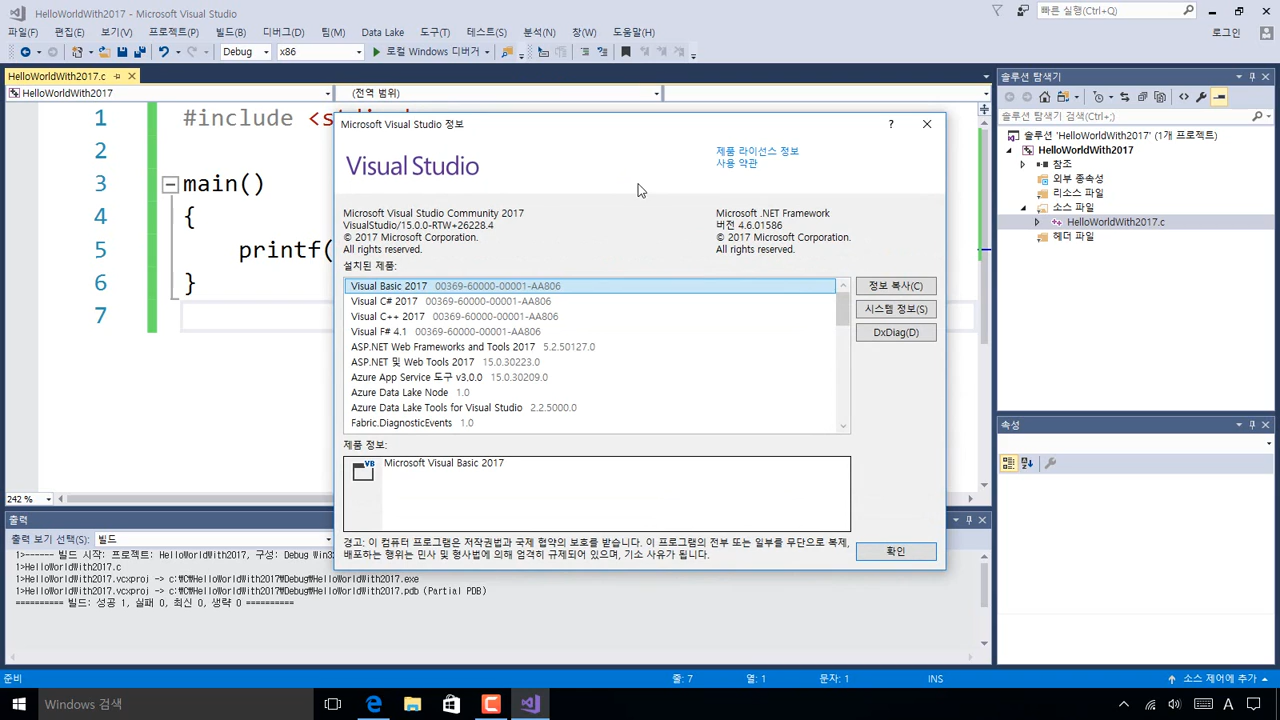 HelloWorldWith2017 - Microsoft Visual Studio
빠른 실행(Ctrl+Q)
파일(F) 편집(E) 보기(V) 프로젝트(P) 빌드(B) 디버그(D) 팀(M) Data Lake 도구(T) 테스트(S) 분석(N) 창(W) 도움말(H)
로그인
Debug x86 로컬 Windows 디버거
HelloWorldWith2017.c
HelloWorldWith2017 (전역 범위)
1 #include
2
3 main()
4 {
5 printf(
6 }
7
242 %
Microsoft Visual Studio 정보
?
Visual Studio
제품 라이선스 정보
사용 약관
Microsoft Visual Studio Community 2017
VisualStudio/15.0.0-RTW+26228.4
© 2017 Microsoft Corporation.
All rights reserved.
Microsoft .NET Framework
버전 4.6.01586
© 2017 Microsoft Corporation.
All rights reserved.
설치된 제품:
Visual Basic 2017 00369-60000-00001-AA806
Visual C# 2017 00369-60000-00001-AA806
Visual C++ 2017 00369-60000-00001-AA806
Visual F# 4.1 00369-60000-00001-AA806
ASP.NET Web Frameworks and Tools 2017 5.2.50127.0
ASP.NET 및 Web Tools 2017 15.0.30223.0
Azure App Service 도구 v3.0.0 15.0.30209.0
Azure Data Lake Node 1.0
Azure Data Lake Tools for Visual Studio 2.2.5000.0
Fabric.DiagnosticEvents 1.0
정보 복사(C)
시스템 정보(S)
DxDiag(D)
제품 정보:
VB
Microsoft Visual Basic 2017
경고: 이 컴퓨터 프로그램은 저작권법과 국제 협약의 보호를 받습니다. 이 프로그램의 전부 또는 일부를 무단으로 복제,
배포하는 행위는 민사 및 형사법에 의해 엄격히 규제되어 있으며, 기소 사유가 됩니다.
확인
솔루션 탐색기
솔루션 탐색기 검색(Ctrl+;)
솔루션 'HelloWorldWith2017' (1개 프로젝트)
HelloWorldWith2017
참조
외부 종속성
리소스 파일
소스 파일
HelloWorldWith2017.c
헤더 파일
속성
출력
출력 보기 선택(S): 빌드
1>------ 빌드 시작: 프로젝트: HelloWorldWith2017, 구성: Debug Win3
1>HelloWorldWith2017.c
1>HelloWorldWith2017.vcxproj -> c:₩C₩HelloWorldWith2017₩Debug₩HelloWorldWith2017.exe
1>HelloWorldWith2017.vcxproj -> c:₩C₩HelloWorldWith2017₩Debug₩HelloWorldWith2017.pdb (Partial PDB)
========== 빌드: 성공 1, 실패 0, 최신 0, 생략 0 ==========
준비 줄: 7 열: 1 문자: 1 INS 소스 제어에 추가
Windows 검색
A